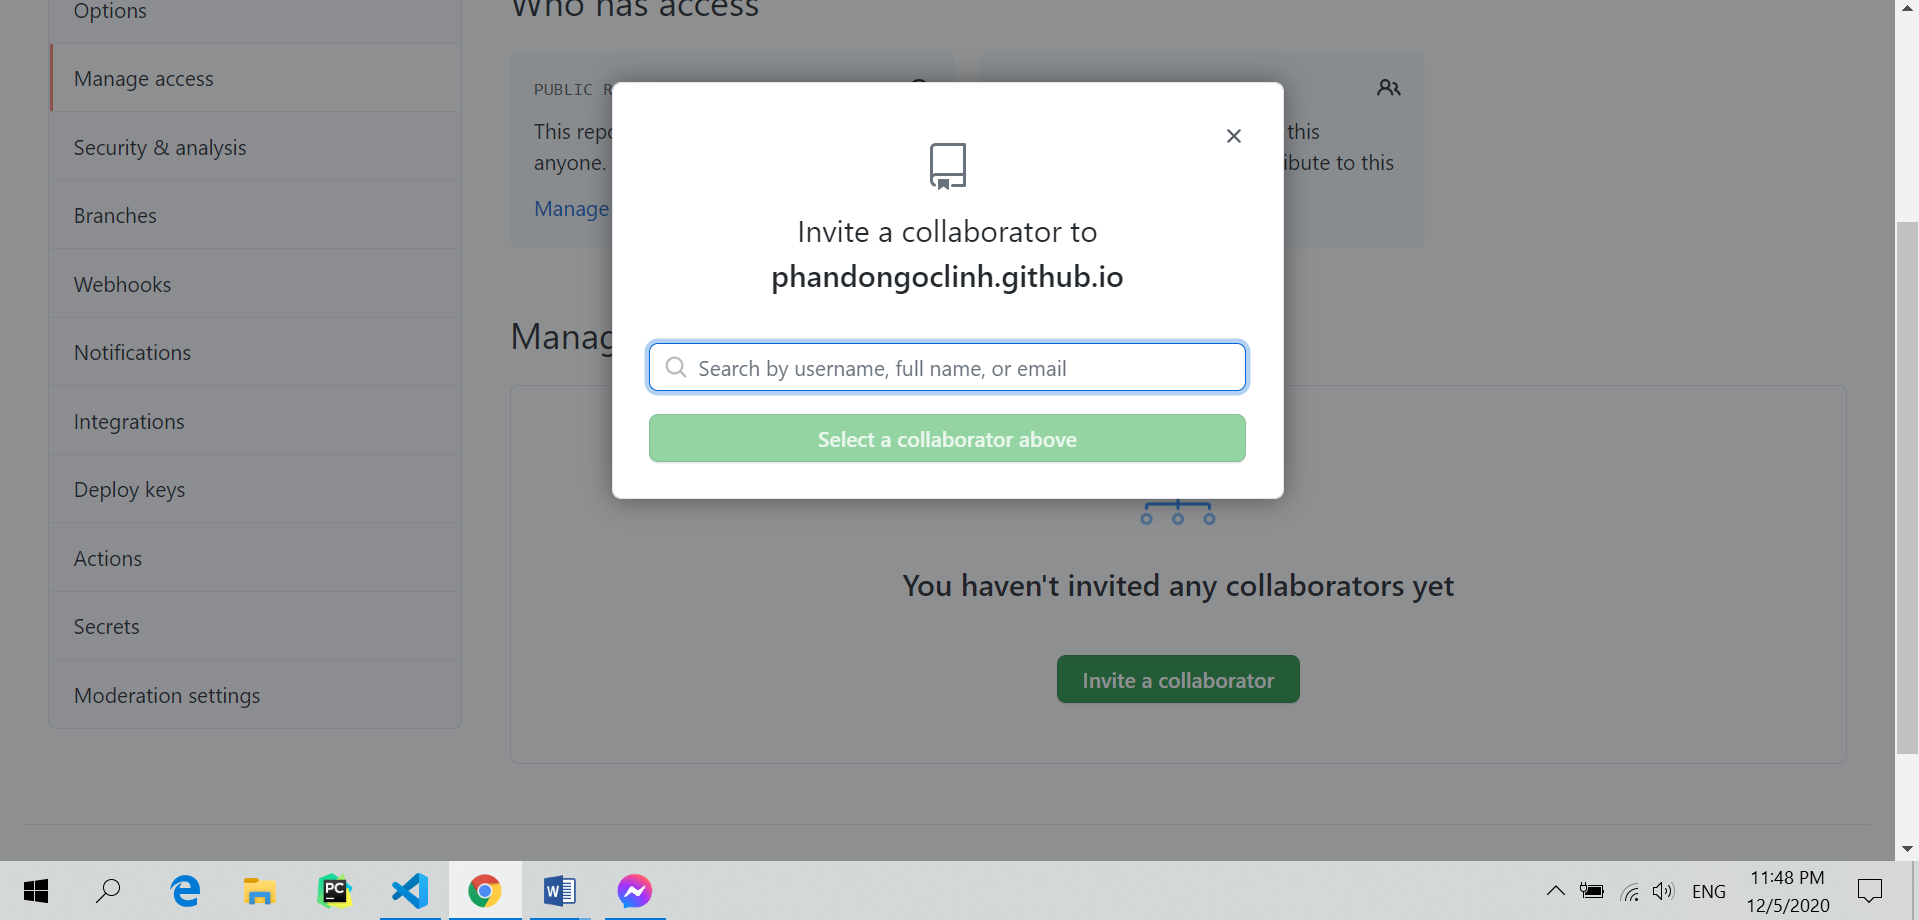 Options
Manage access
Security & analysis
Branches
Webhooks
Notifications
Integrations
Deploy keys
Actions
Secrets
Moderation settings
Who has access
PUBLIC R
This repo
anyone.
Manage
this
ibute to this
Manag
Invite a collaborator to
phandongoclinh.github.io
Search by username, full name, or email
Select a collaborator above
You haven't invited any collaborators yet
Invite a collaborator
PC
W
ENG
11:48 PM
12/5/2020